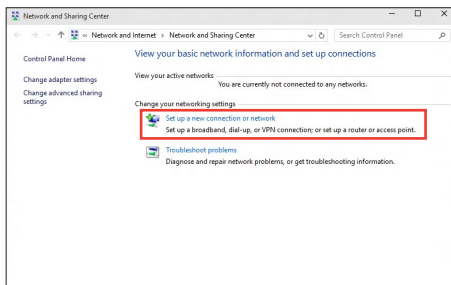 Network and Sharing Center
« Network and Internet › Network and Sharing Center
Search Control Panel
Control Panel Home
Change adapter settings
Change advanced sharing
settings
View your basic network information and set up connections
View your active networks
You are currently not connected to any networks.
Change your networking settings
Set up a new connection or network
Set up a broadband, dial-up, or VPN connection; or set up a router or access point.
Troubleshoot problems
Diagnose and repair network problems, or get troubleshooting information.